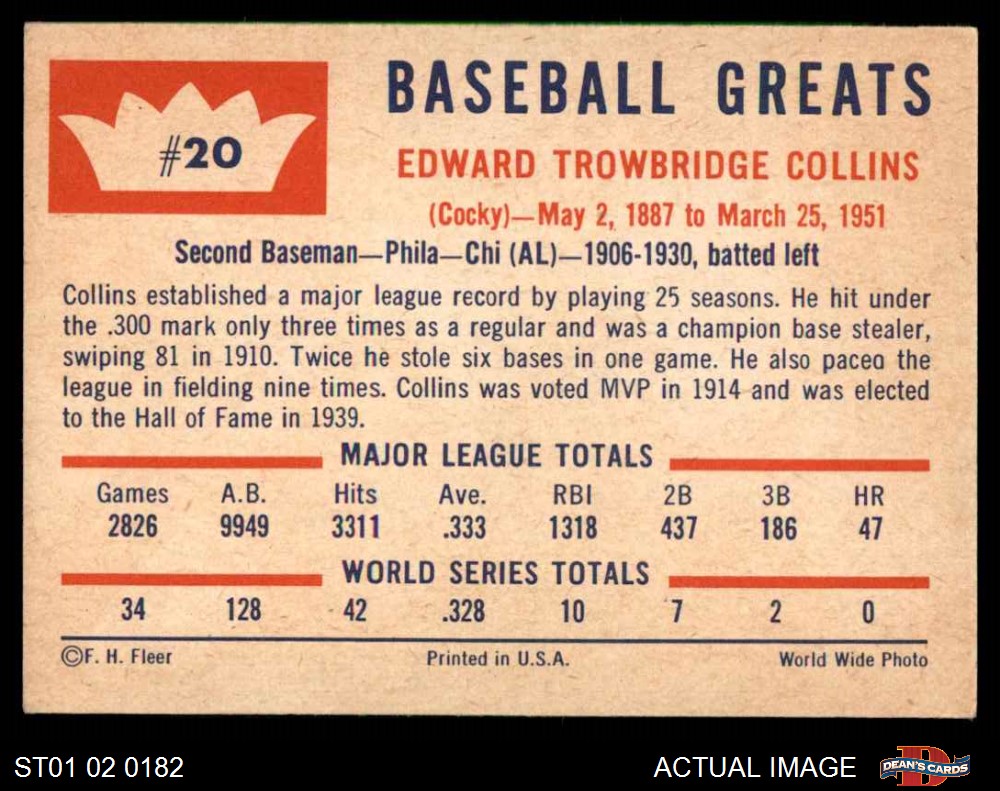 #20
BASEBALL GREATS
EDWARD TROWBRIDGE COLLINS
(Cocky)—May 2, 1887 to March 25, 1951
Second Baseman—Phila—Chi (AL)—1906-1930, batted left
Collins established a major league record by playing 25 seasons. He hit under
the .300 mark only three times as a regular and was a champion base stealer,
swiping 81 in 1910. Twice he stole six bases in one game. He also paced the
league in fielding nine times. Collins was voted MVP in 1914 and was elected
to the Hall of Fame in 1939.
MAJOR LEAGUE TOTALS
Games A.B. Hits Ave. RBI 2B 3B HR
2826 9949 3311 .333 1318 437 186 47
WORLD SERIES TOTALS
34 128 42 .328 10 7 2 0
©F. H. Fleer Printed in U.S.A. World Wide Photo
ST01 02 0182 ACTUAL IMAGE D DEAN'S CARDS